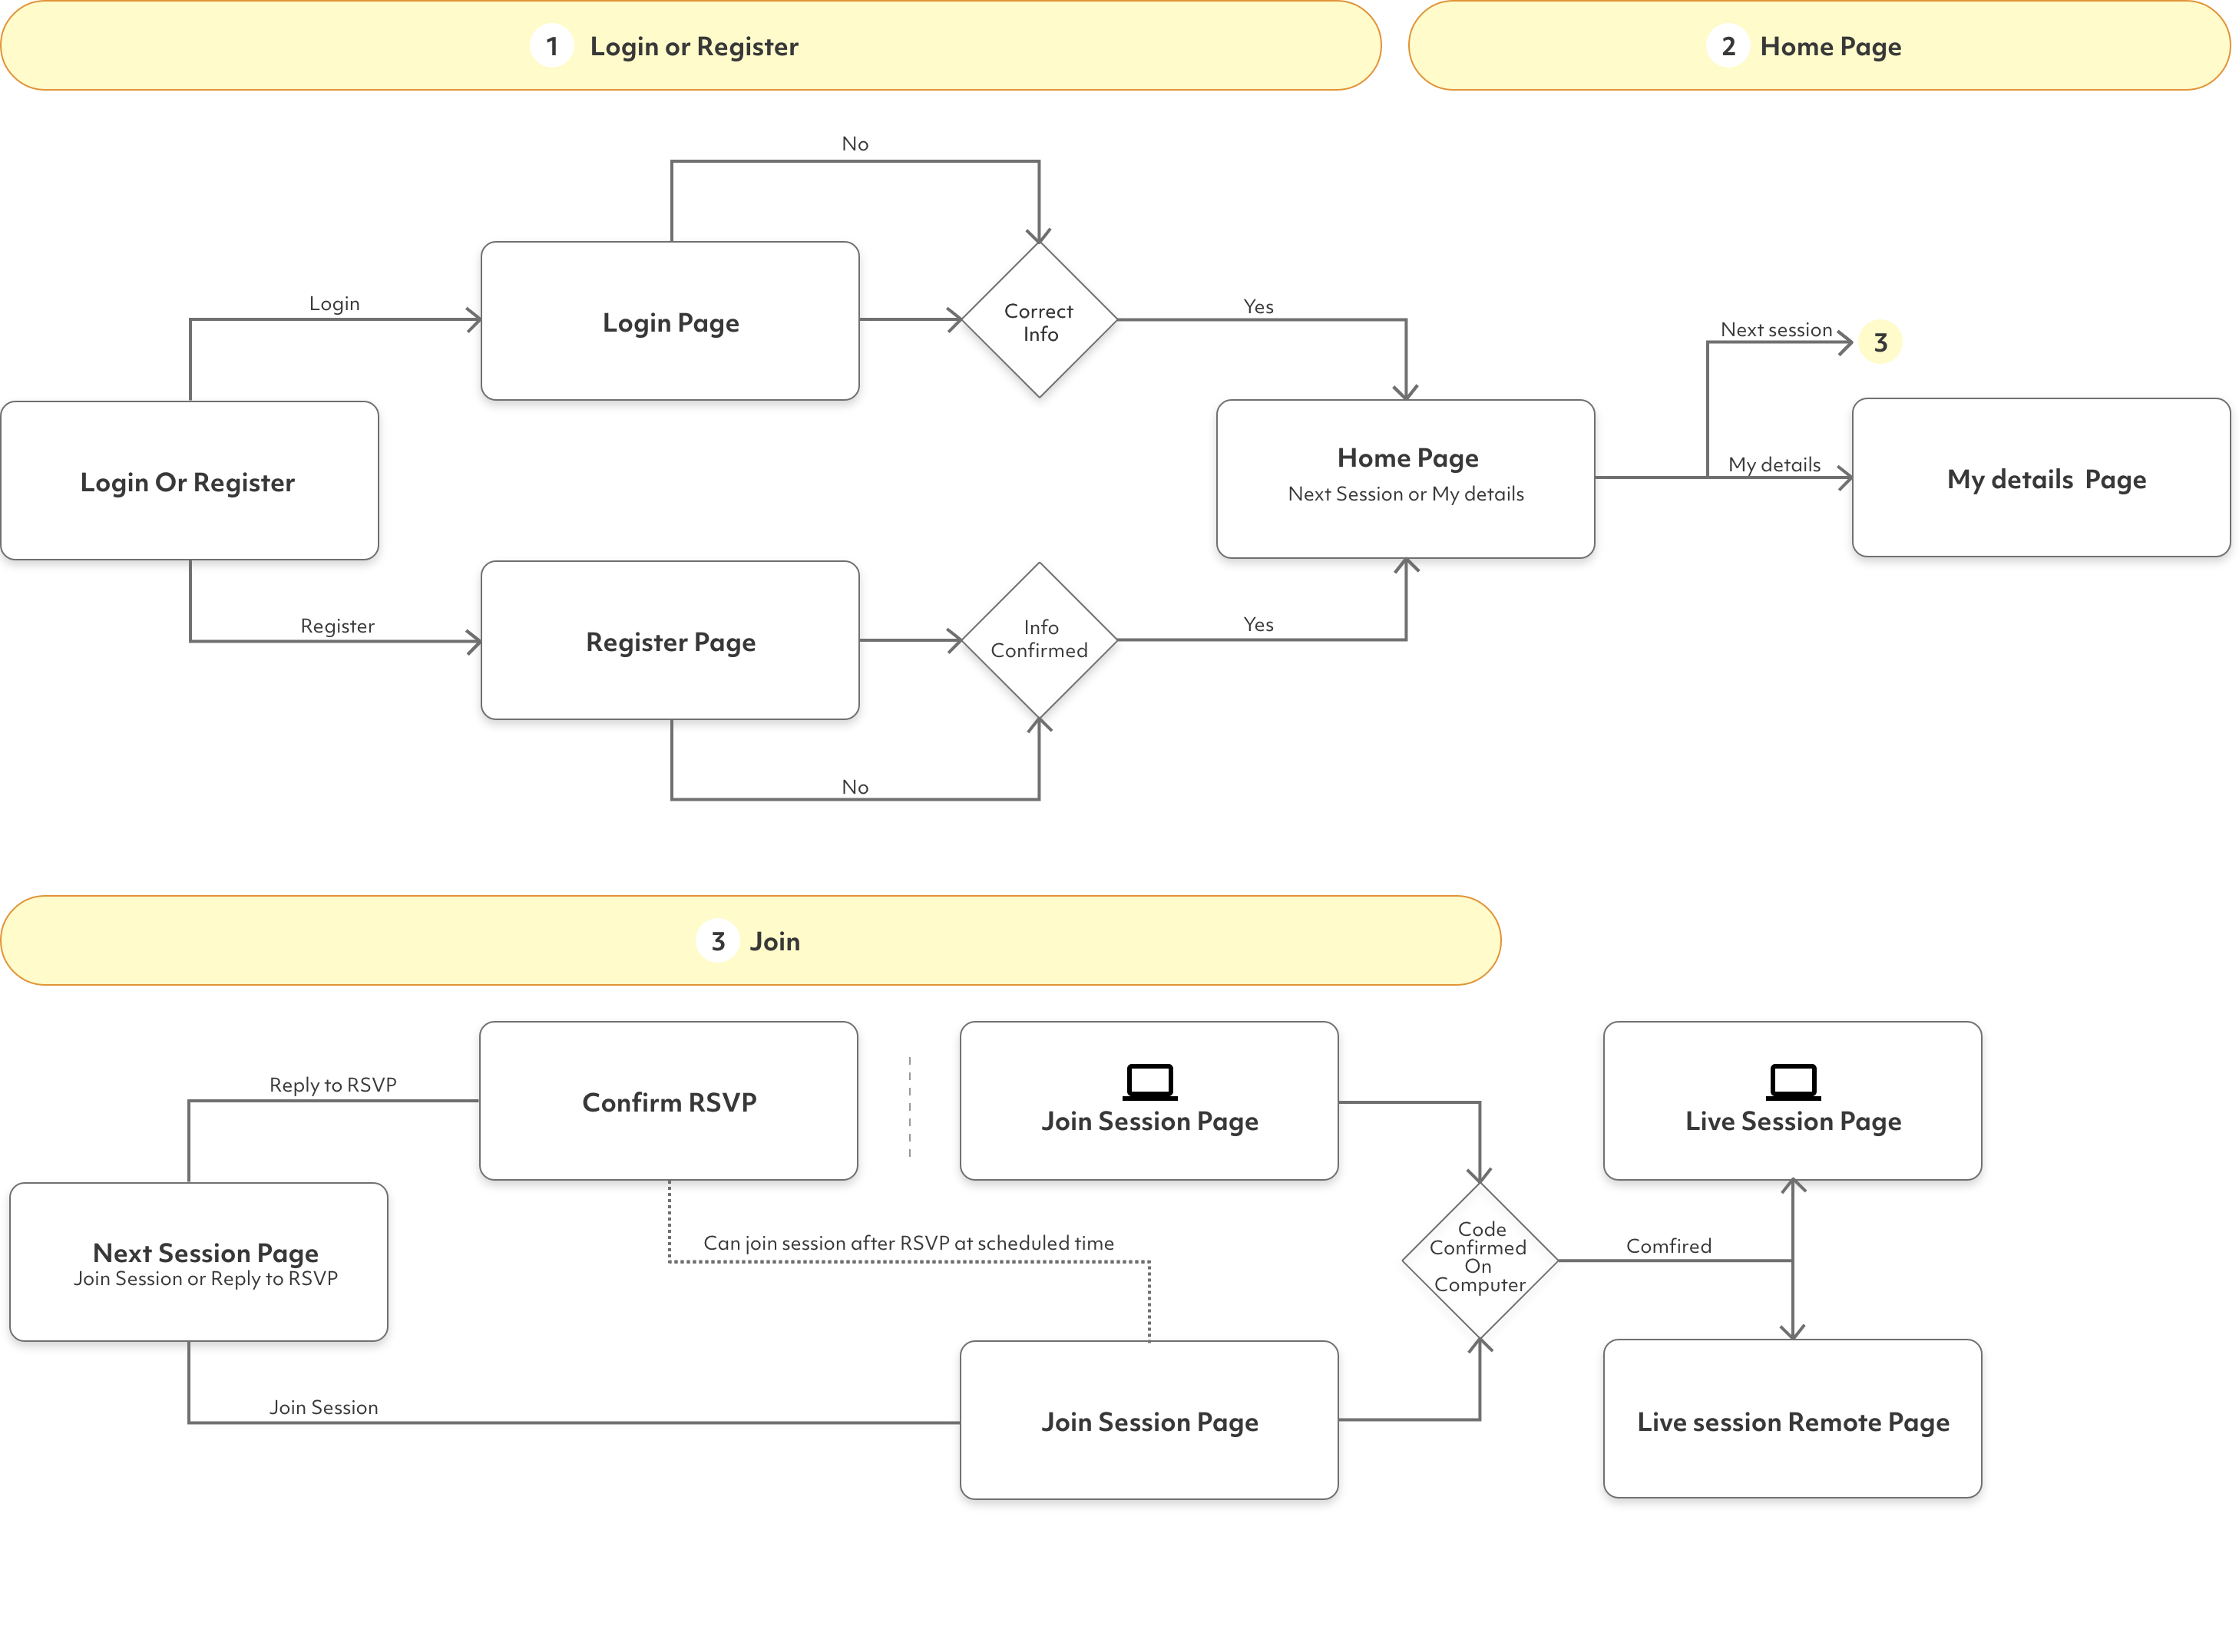 1 Login or Register
2 Home Page
No
Login
Login Page
Correct
Info
Yes
Next session
3
Login Or Register
Home Page
Next Session or My details
My details
My details Page
Register
Register Page
Info
Confirmed
Yes
No
3 Join
Reply to RSVP
Confirm RSVP
Join Session Page
Live Session Page
Next Session Page
Join Session or Reply to RSVP
Can join session after RSVP at scheduled time
Code
Confirmed
On
Computer
Comfired
Join Session
Join Session Page
Live session Remote Page